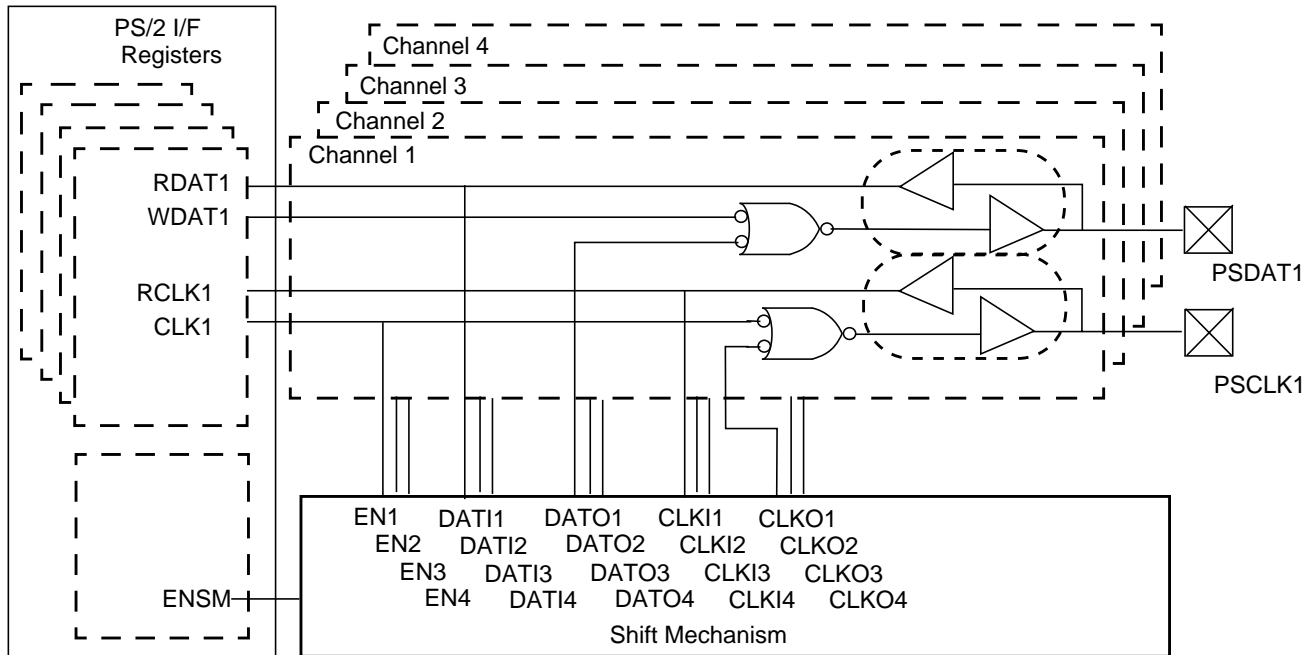 PS/2 I/F
Registers
Channel 4
Channel 3
Channel 2
Channel 1
RDAT1
WDAT1
RCLK1
CLK1
PSDAT1
PSCLK1
EN1 DATI1 DATO1 CLKI1 CLKO1
EN2 DATI2 DATO2 CLKI2 CLKO2
EN3 DATI3 DATO3 CLKI3 CLKO3
EN4 DATI4 DATO4 CLKI4 CLKO4
ENSM
Shift Mechanism